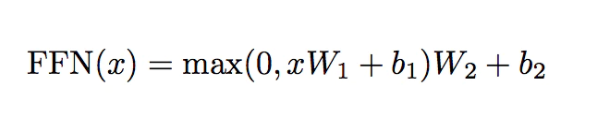 FFN(x) = max(0, xW₁ + b₁)W₂ + b₂